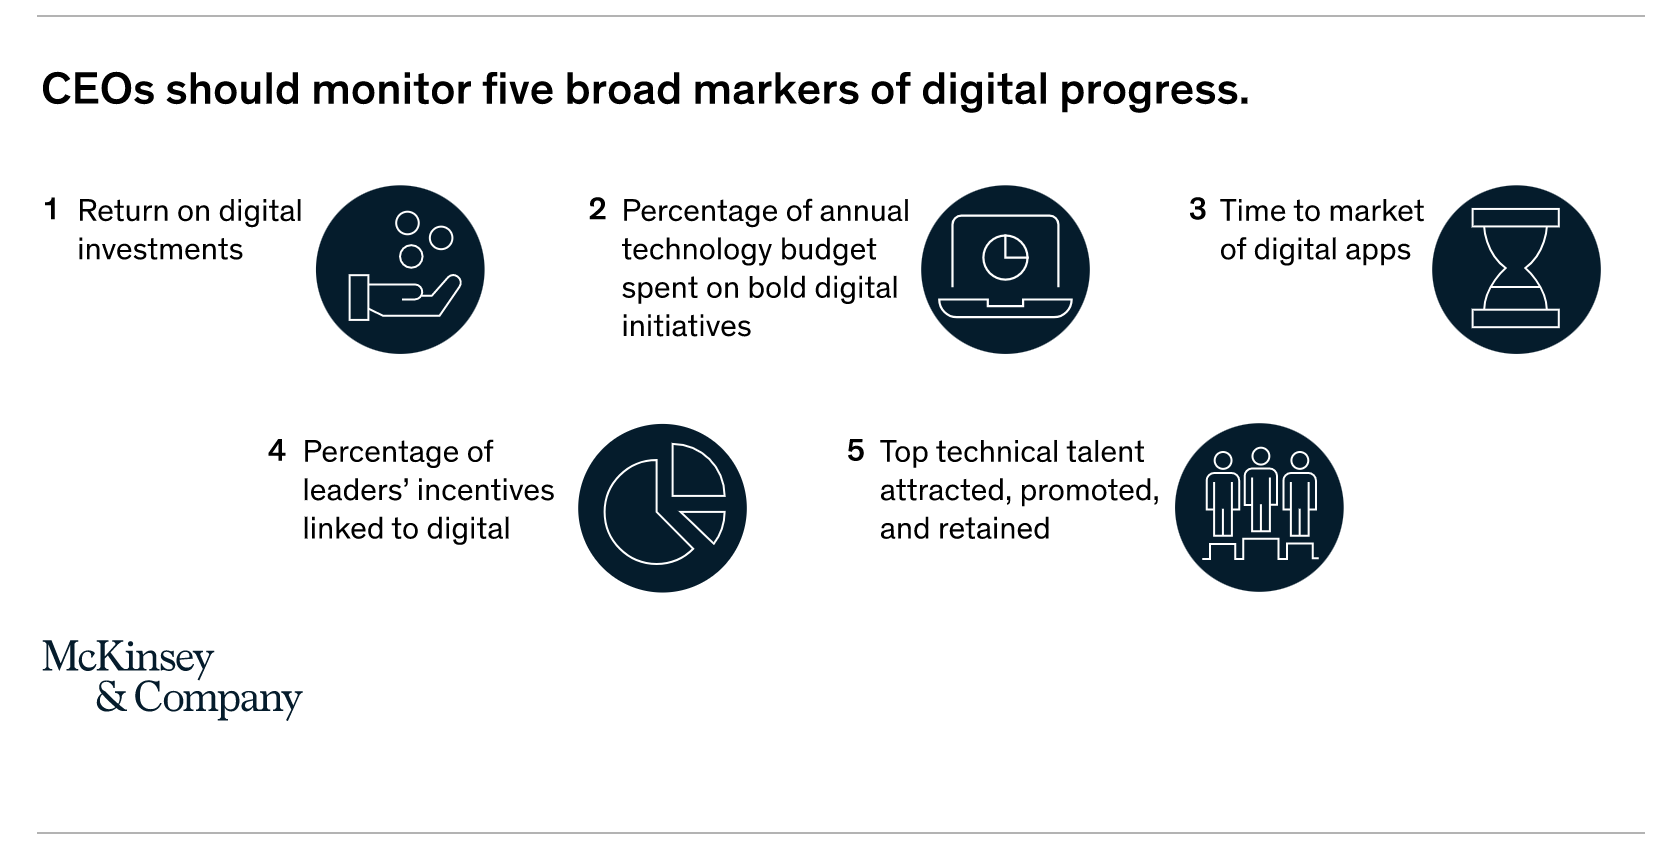 CEOs should monitor five broad markers of digital progress.
1 Return on digital
investments
2 Percentage of annual
technology budget
spent on bold digital
initiatives
3 Time to market
of digital apps
4 Percentage of
leaders’ incentives
linked to digital
5 Top technical talent
attracted, promoted,
and retained
McKinsey
& Company